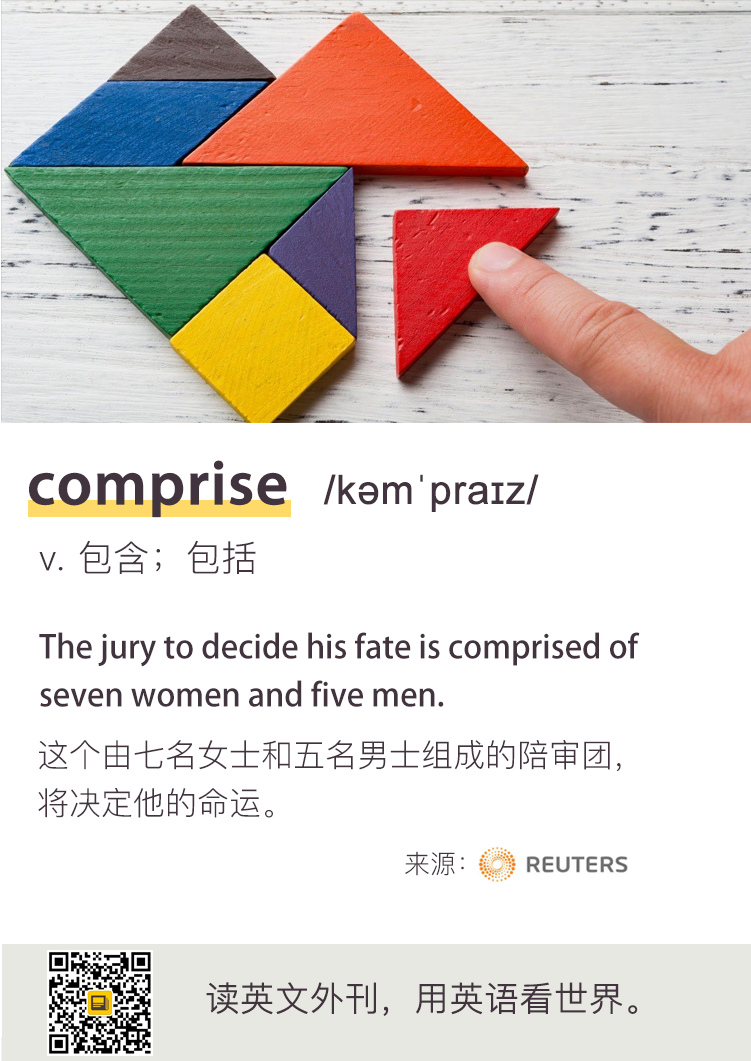 comprise /kəmˈpraɪz/
v. 包含；包括
The jury to decide his fate is comprised of
seven women and five men.
这个由七名女士和五名男士组成的陪审团，
将决定他的命运。
来源： REUTERS
读英文外刊，用英语看世界。